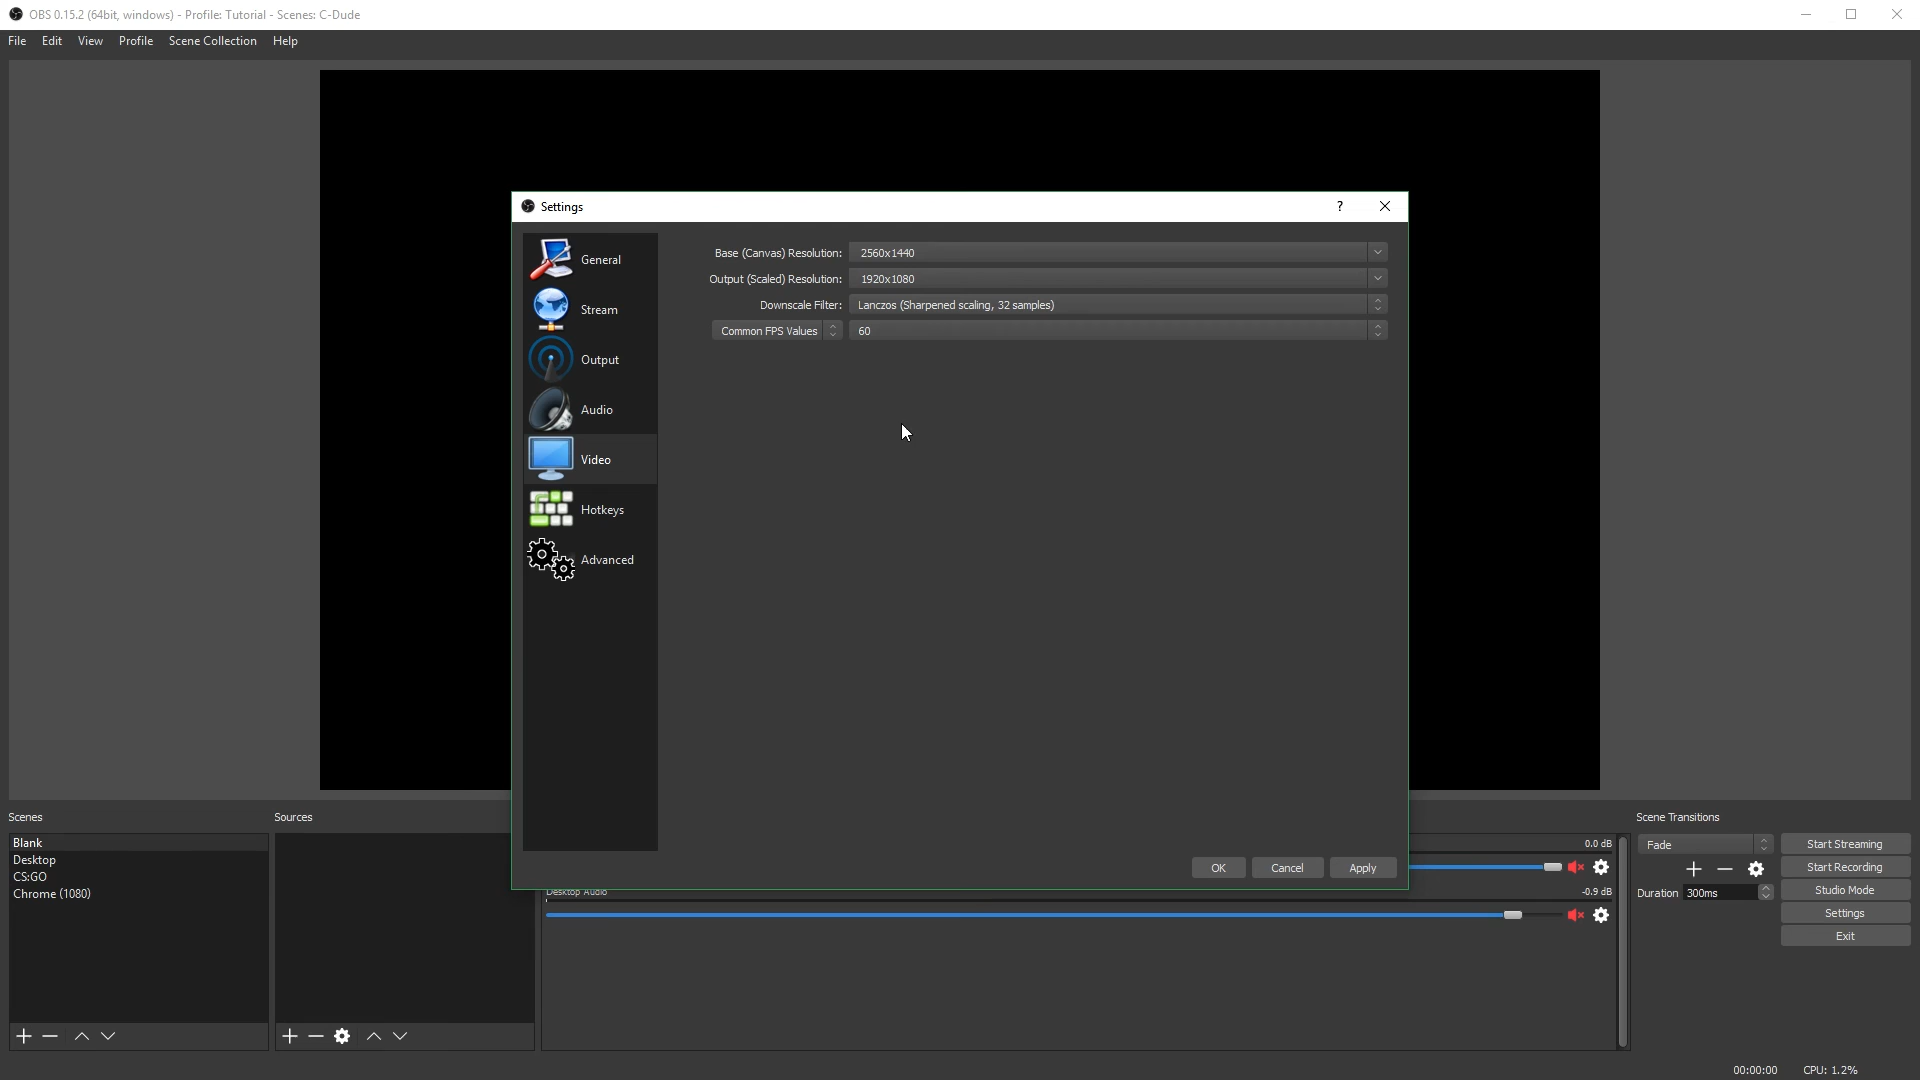 OBS 0.15.2 (64bit, windows) - Profile: Tutorial - Scenes: C-Dude
File Edit View Profile Scene Collection Help
Settings ?
General
Stream
Output
Audio
Video
Hotkeys
Advanced
Base (Canvas) Resolution: 2560x1440
Output (Scaled) Resolution: 1920x1080
Downscale Filter: Lanczos (Sharpened scaling, 32 samples)
Common FPS Values 60
OK Cancel Apply
Scenes
Blank
Desktop
CS:GO
Chrome (1080)
Sources
0.0 dB
Desktop Audio -0.9 dB
Scene Transitions
Fade
Duration 300ms
Start Streaming
Start Recording
Studio Mode
Settings
Exit
00:00:00 CPU: 1.2%